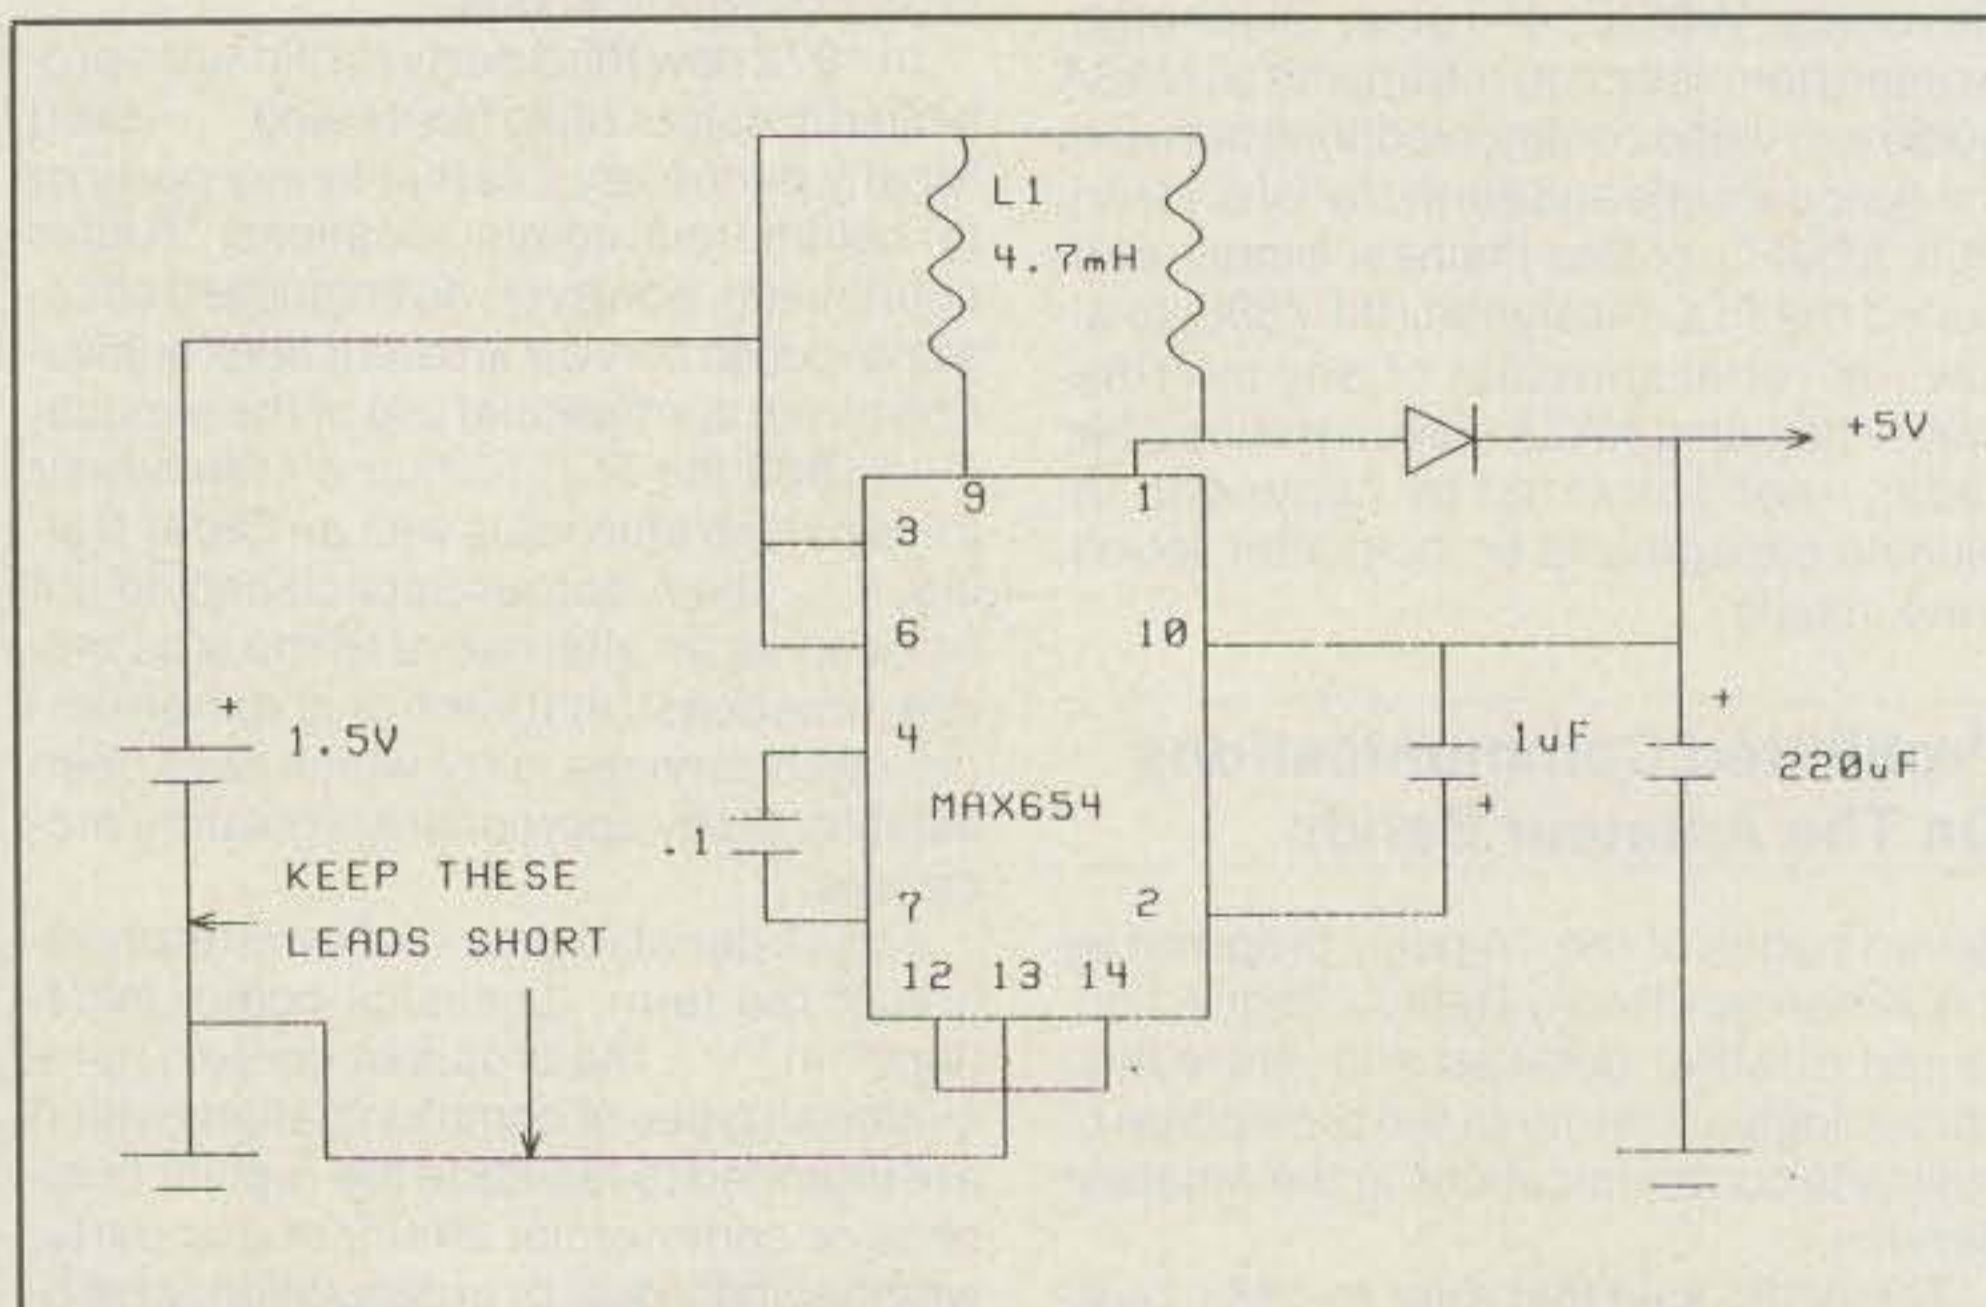 L1
4.7mH
+5V
9
1
3
6
10
+
1.5V
4
1uF
+
220uF
MAX654
+
.1
KEEP THESE
LEADS SHORT
7
2
12 13 14